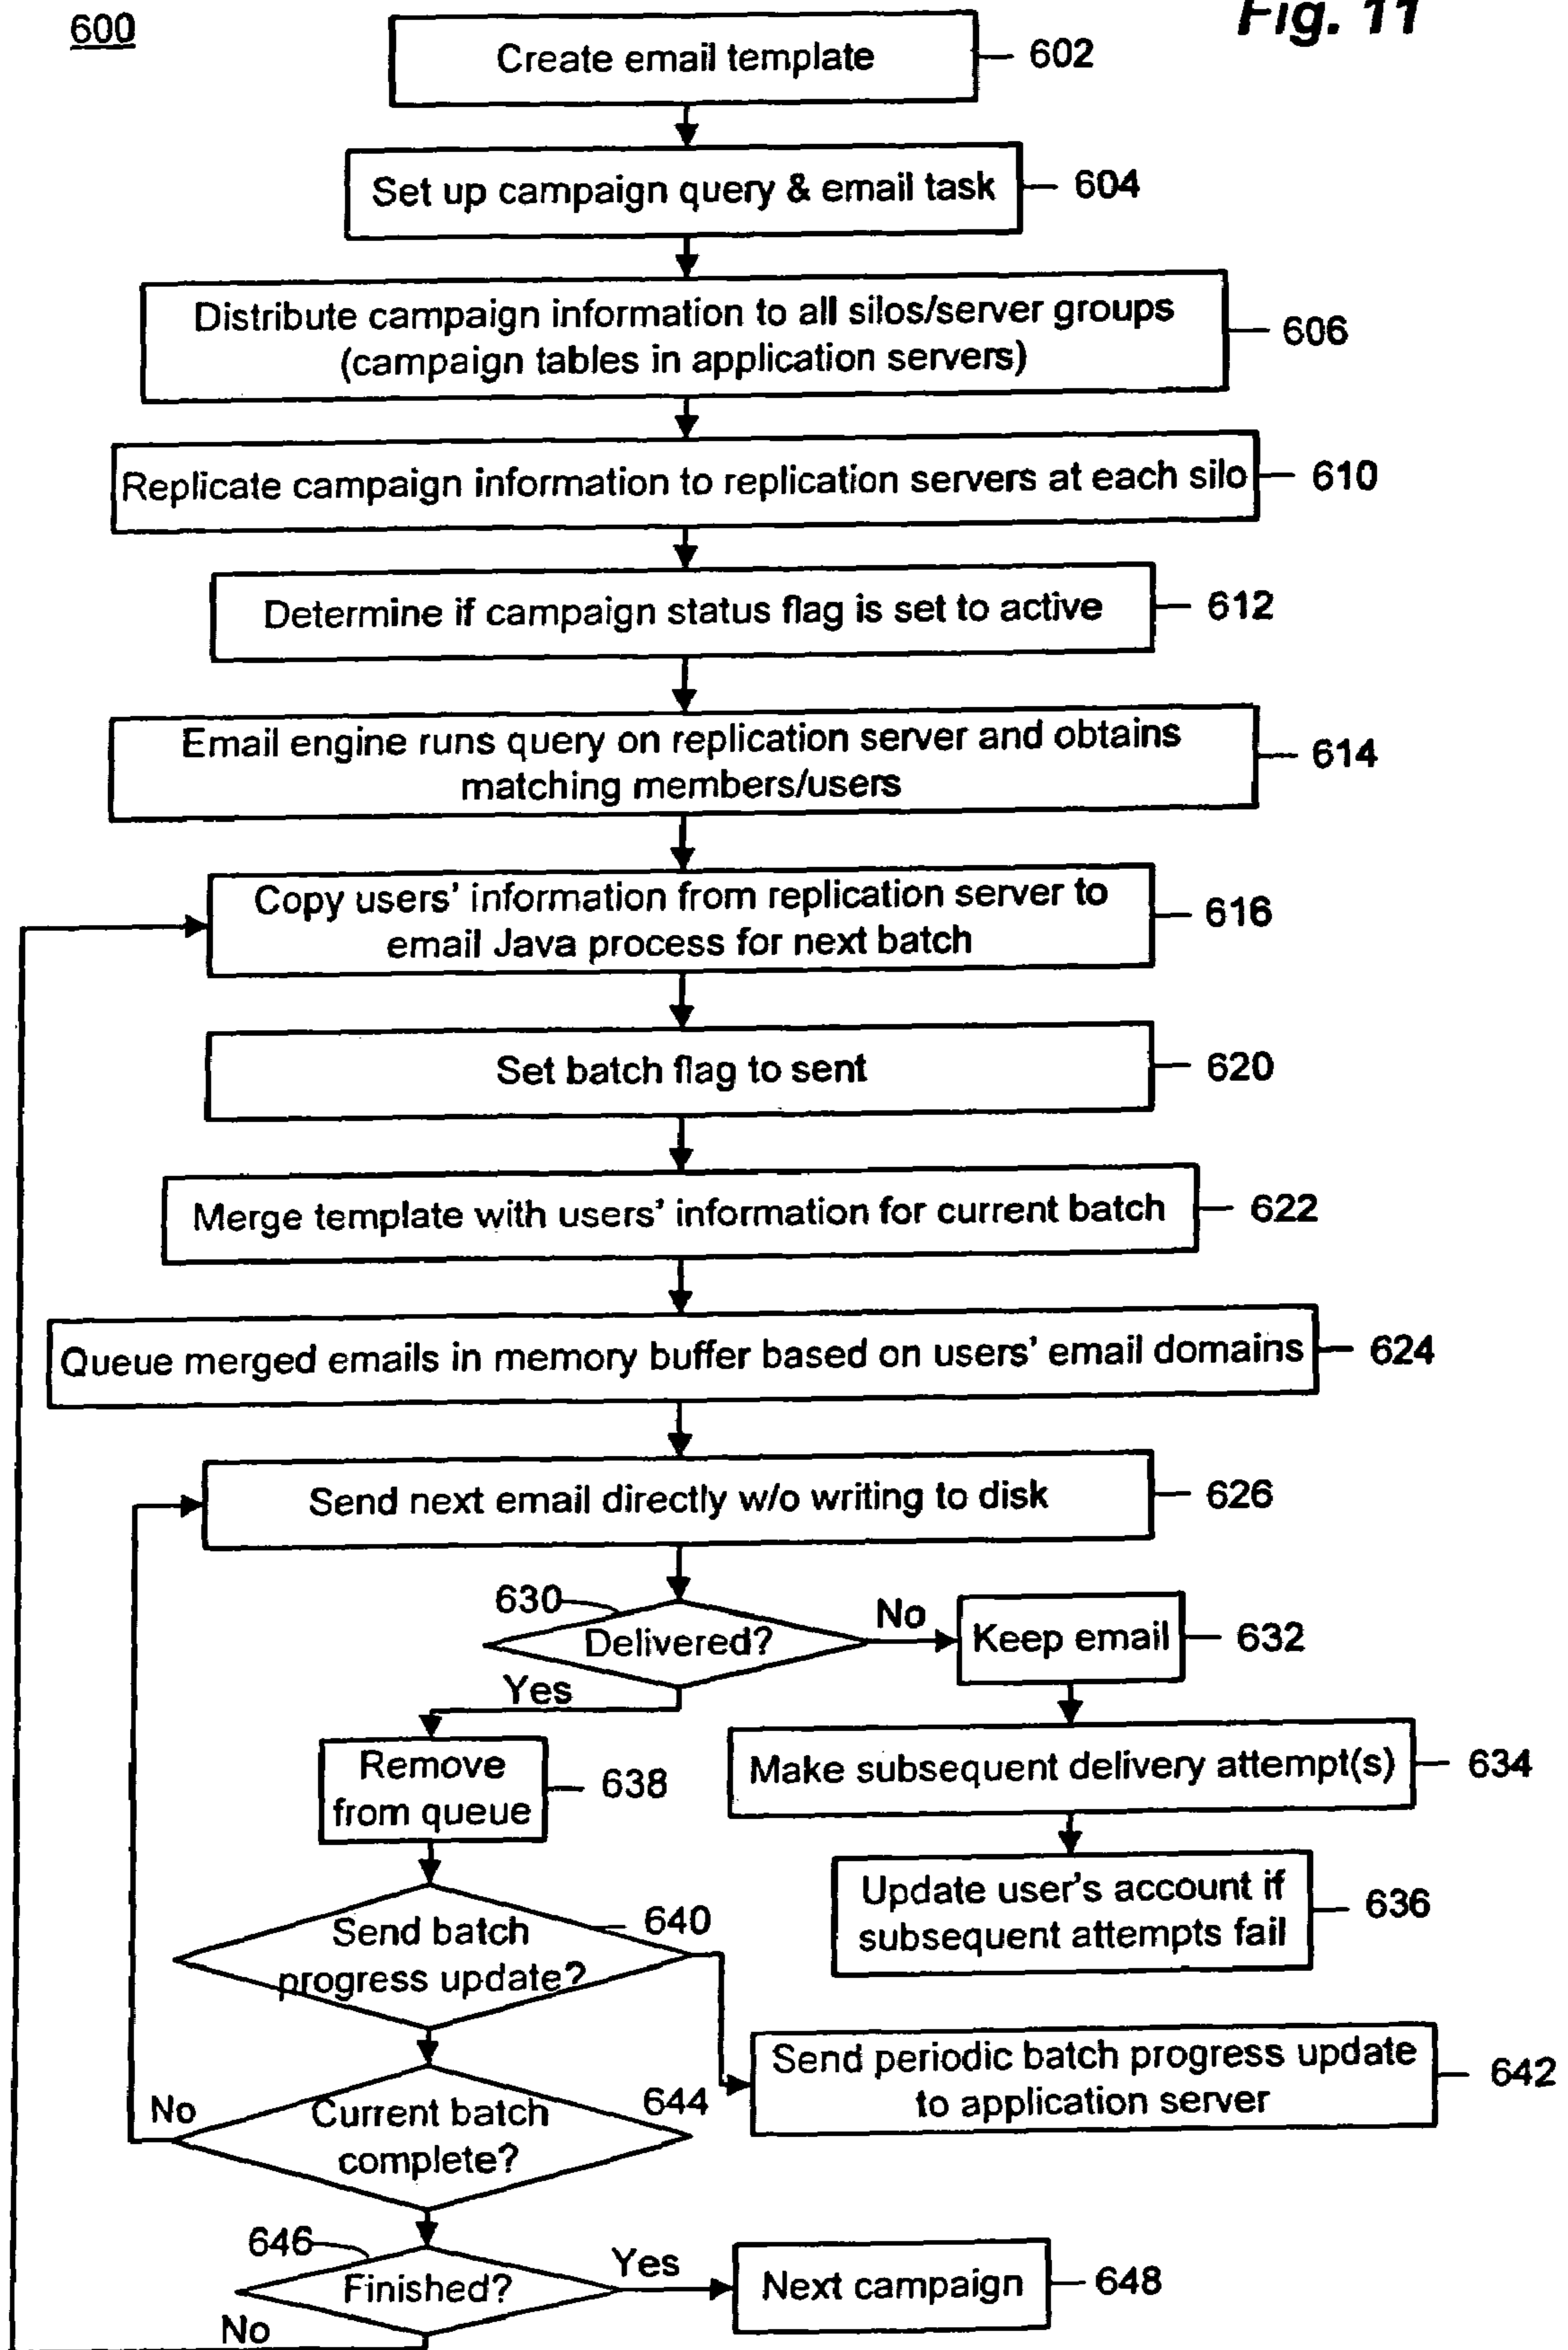 600
Fig. 11
Create email template
602
Set up campaign query & email task
604
Distribute campaign information to all silos/server groups
(campaign tables in application servers)
606
Replicate campaign information to replication servers at each silo
610
Determine if campaign status flag is set to active
612
Email engine runs query on replication server and obtains
matching members/users
614
Copy users' information from replication server to
email Java process for next batch
616
Set batch flag to sent
620
Merge template with users' information for current batch
622
Queue merged emails in memory buffer based on users' email domains
624
Send next email directly w/o writing to disk
626
630
Delivered?
No
Keep email
632
Yes
Remove
from queue
638
Make subsequent delivery attempt(s)
634
Update user's account if
subsequent attempts fail
636
Send batch
progress update?
640
Send periodic batch progress update
to application server
642
No
Current batch
complete?
644
646
Finished?
Yes
Next campaign
648
No